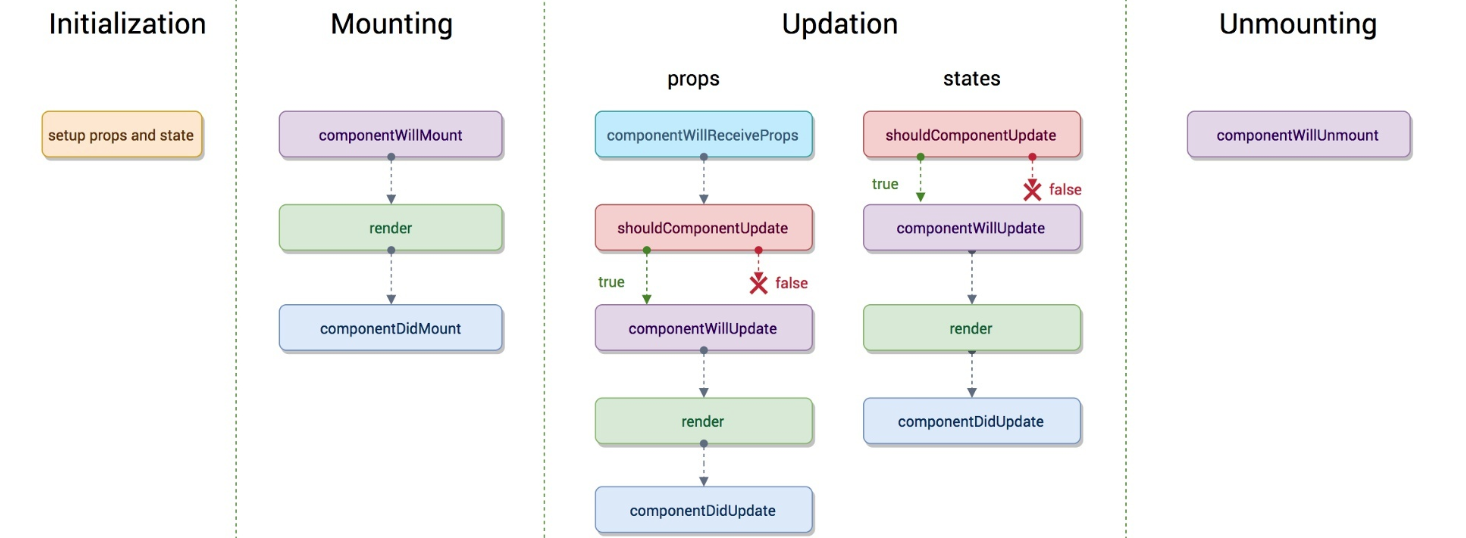 Initialization
setup props and state
Mounting
componentWillMount
render
componentDidMount
Updation
props
componentWillReceiveProps
shouldComponentUpdate
true
false
componentWillUpdate
render
componentDidUpdate
states
shouldComponentUpdate
true
false
componentWillUpdate
render
componentDidUpdate
Unmounting
componentWillUnmount